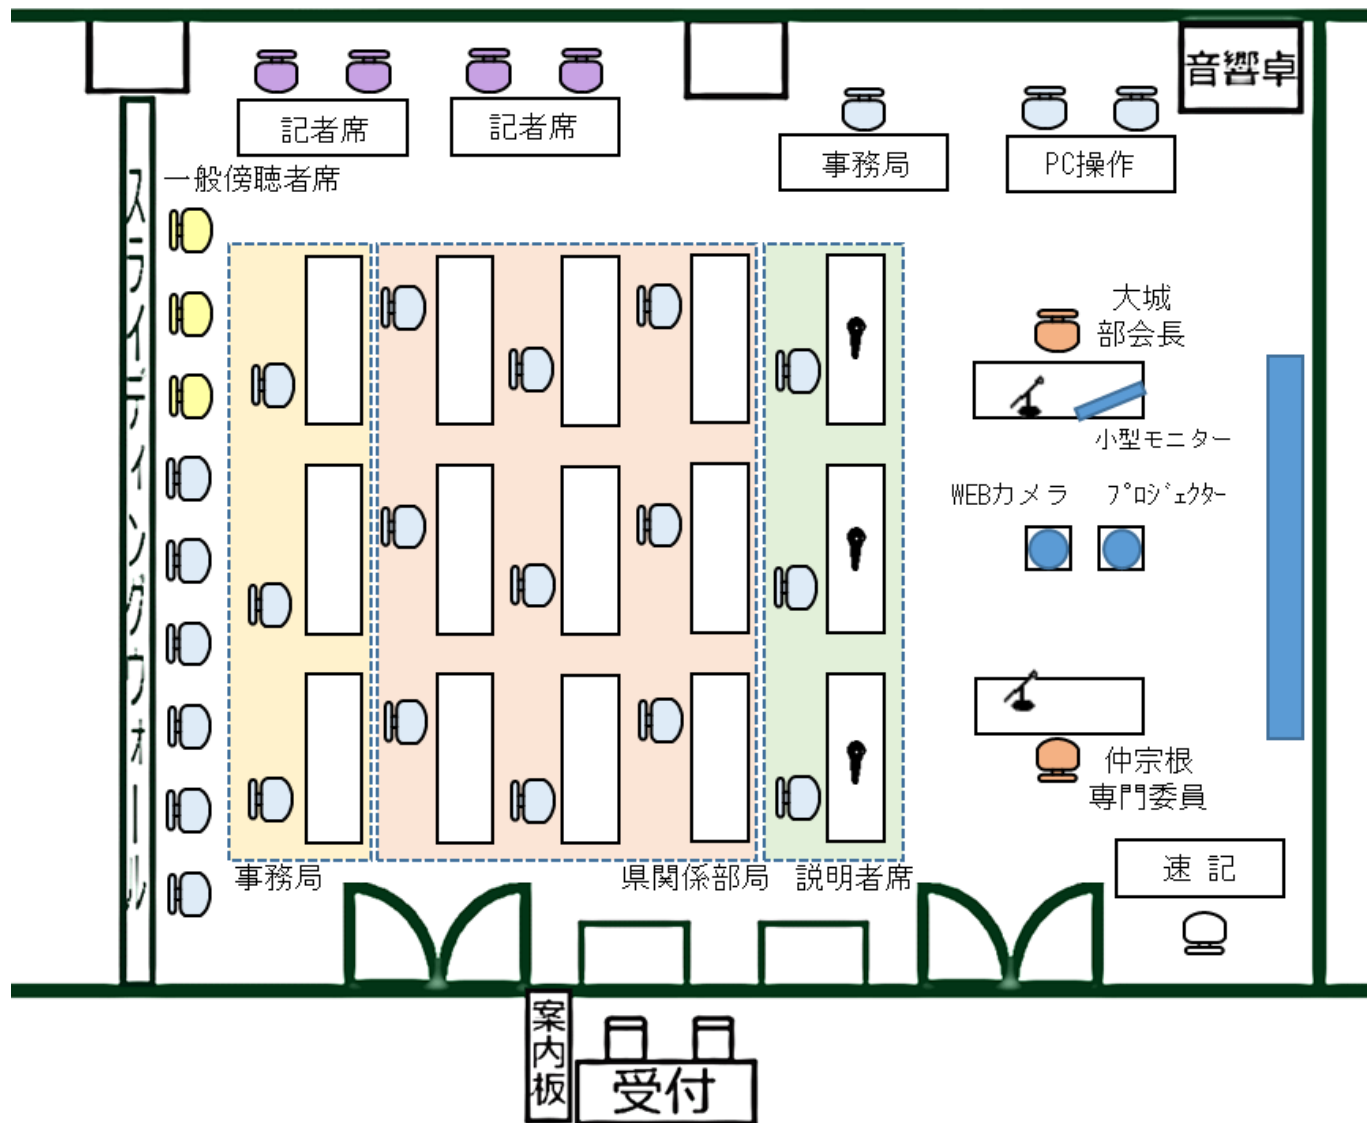 音響卓
記者席
記者席
事務局
PC操作
一般傍聴者席
スライディングウォール
大城
部会長
小型モニター
WEBカメラ
ﾌﾟﾛｼﾞｪｸﾀｰ
仲宗根
専門委員
速 記
事務局
県関係部局
説明者席
案内板
受付